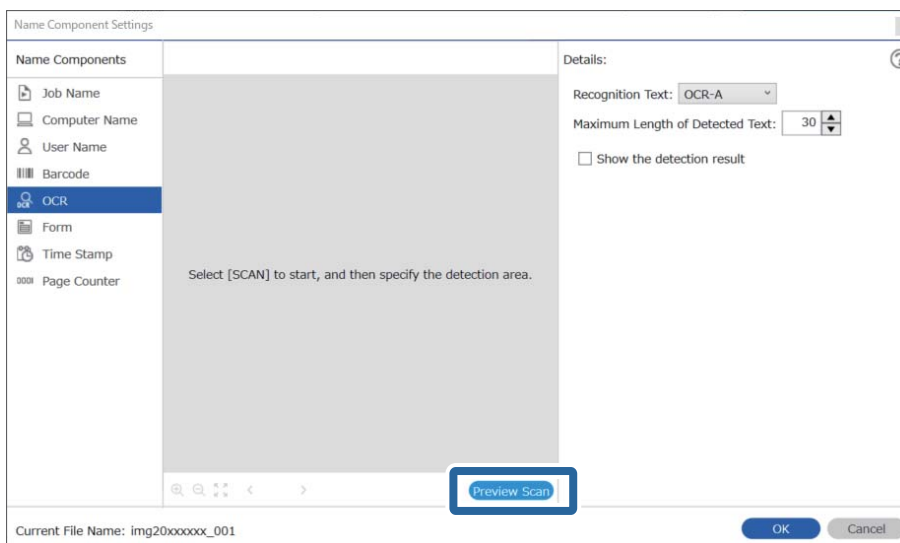 Name Component Settings
Name Components
Job Name
Computer Name
User Name
Barcode
OCR
OCR
Form
Time Stamp
0001 Page Counter
Select [SCAN] to start, and then specify the detection area.
Preview Scan
Details:
Recognition Text: OCR-A
Maximum Length of Detected Text: 30
Show the detection result
Current File Name: img20xxxxxx_001
OK
Cancel